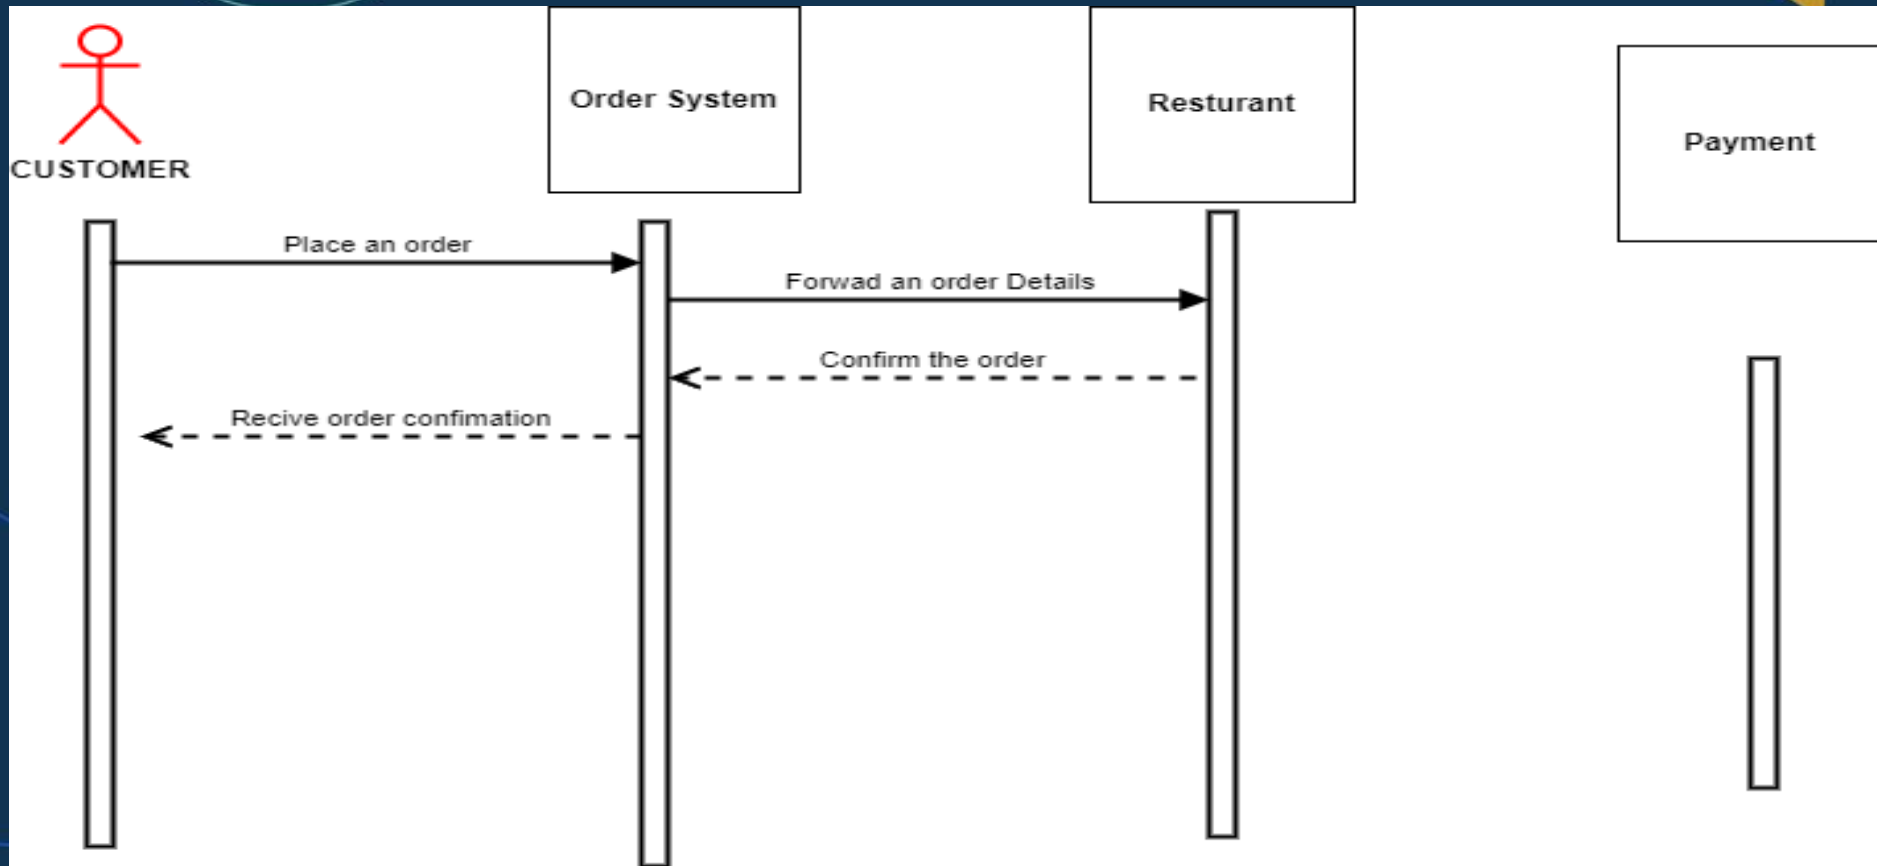 Order System
Resturant
Payment
CUSTOMER
Place an order
Forwad an order Details
Confirm the order
Recive order confimation